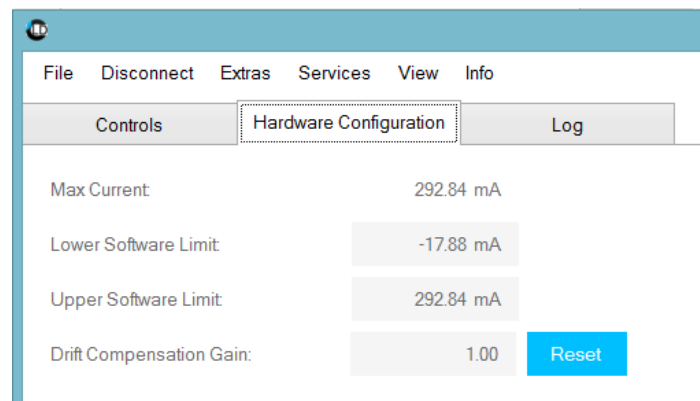 LD
File Disconnect Extras Services View Info
Controls Hardware Configuration Log
Max Current: 292.84 mA
Lower Software Limit: -17.88 mA
Upper Software Limit: 292.84 mA
Drift Compensation Gain: 1.00 Reset